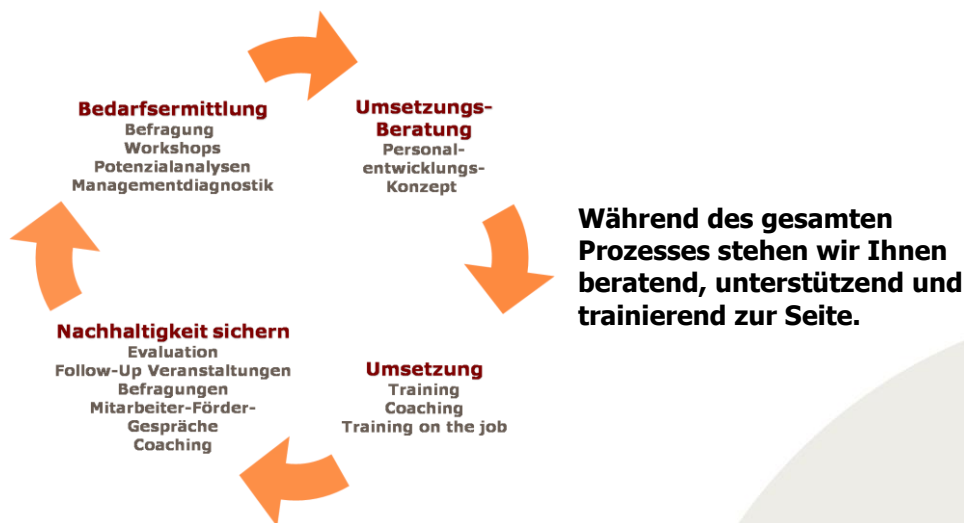 Bedarfsermittlung
Befragung
Workshops
Potenzialanalysen
Managementdiagnostik
Umsetzungs-
Beratung
Personal-
entwicklungs-
Konzept
Während des gesamten
Prozesses stehen wir Ihnen
beratend, unterstützend und
trainierend zur Seite.
Nachhaltigkeit sichern
Evaluation
Follow-Up Veranstaltungen
Befragungen
Mitarbeiter-Förder-
Gespräche
Coaching
Umsetzung
Training
Coaching
Training on the job